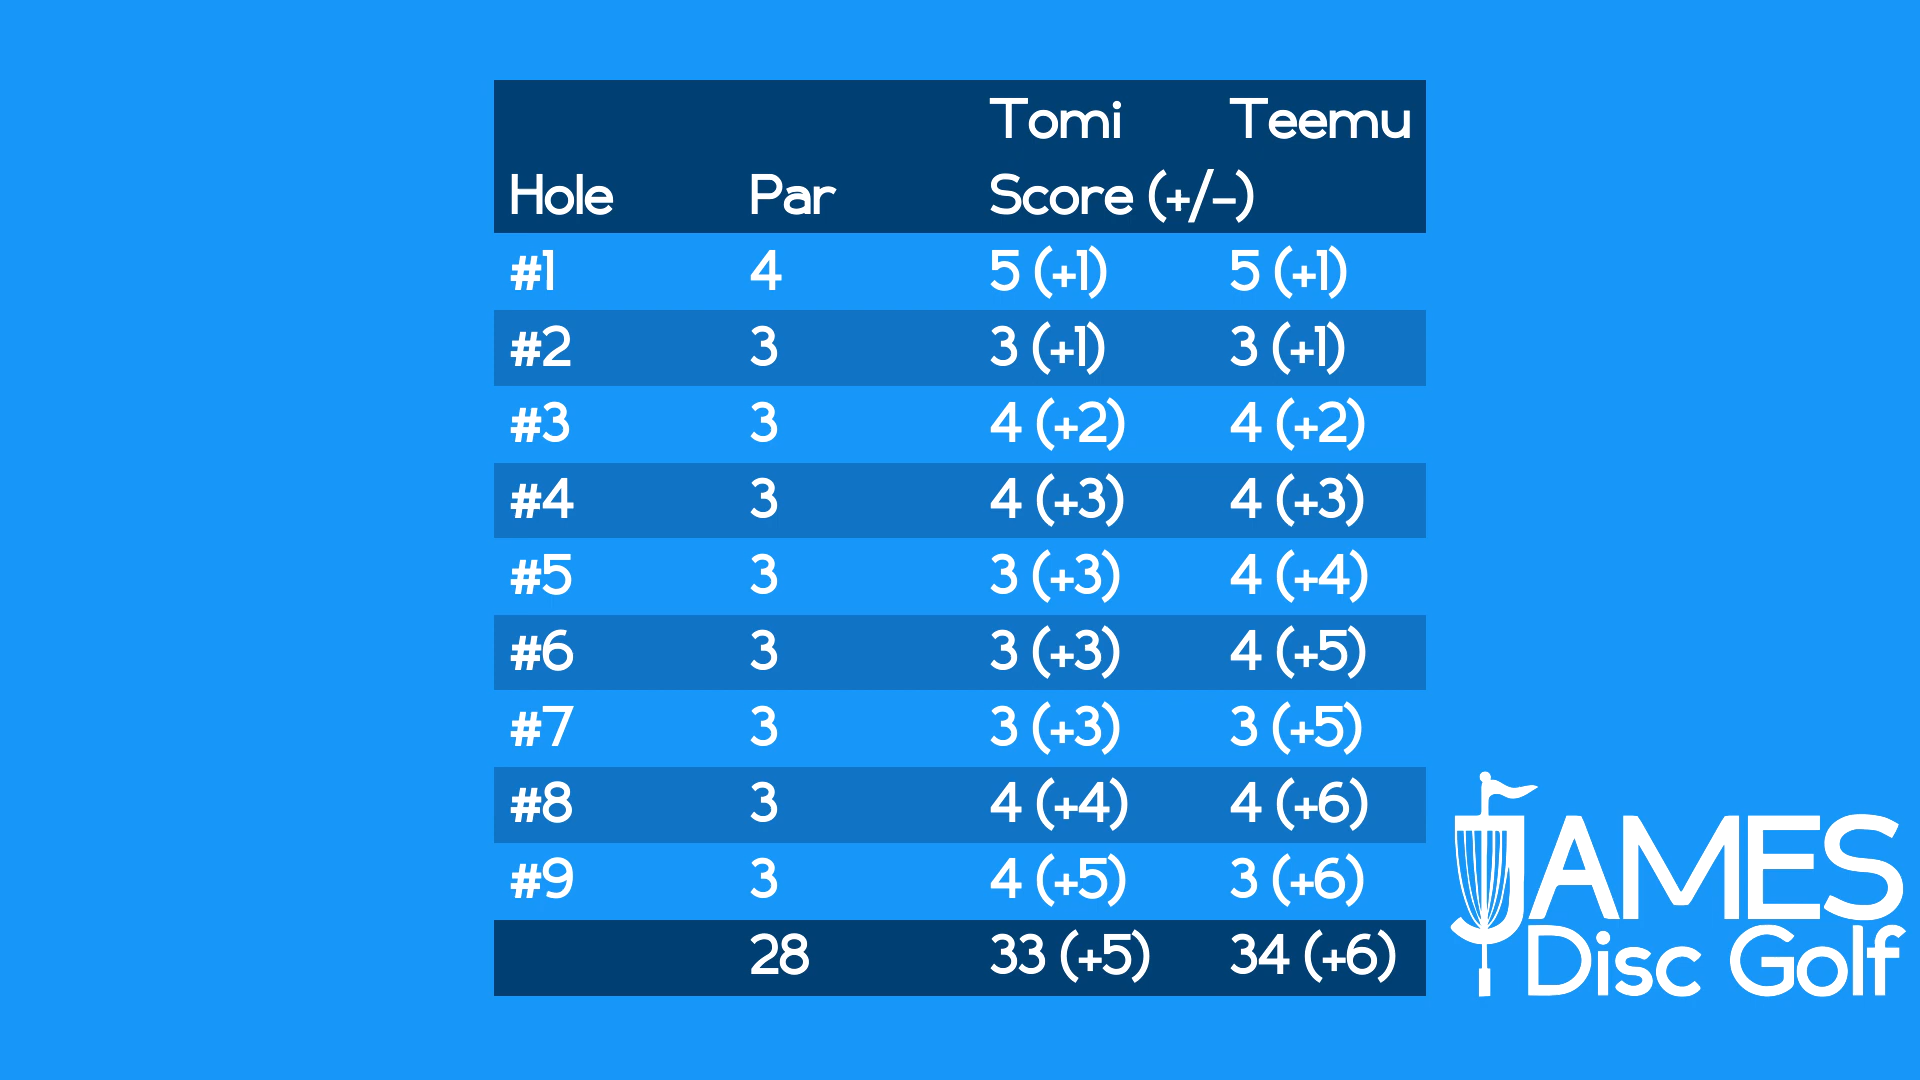 Tomi Teemu
Hole Par Score (+/-)
#1 4 5 (+1) 5 (+1)
#2 3 3 (+1) 3 (+1)
#3 3 4 (+2) 4 (+2)
#4 3 4 (+3) 4 (+3)
#5 3 3 (+3) 4 (+4)
#6 3 3 (+3) 4 (+5)
#7 3 3 (+3) 3 (+5)
#8 3 4 (+4) 4 (+6)
#9 3 4 (+5) 3 (+6)
28 33 (+5) 34 (+6)
JAMES
Disc Golf